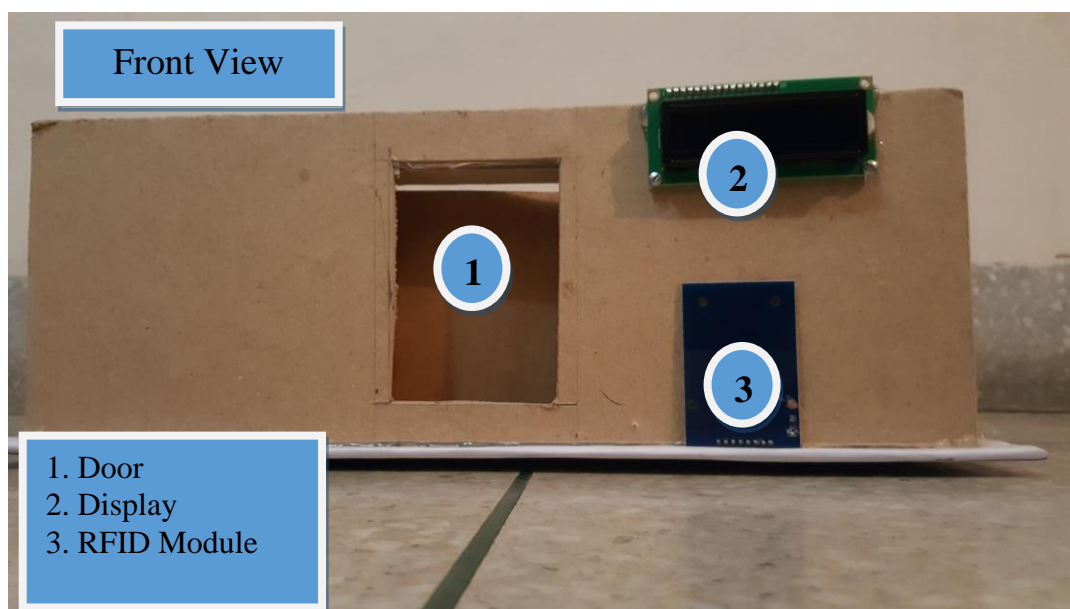 Front View
2
1
3
1. Door
2. Display
3. RFID Module